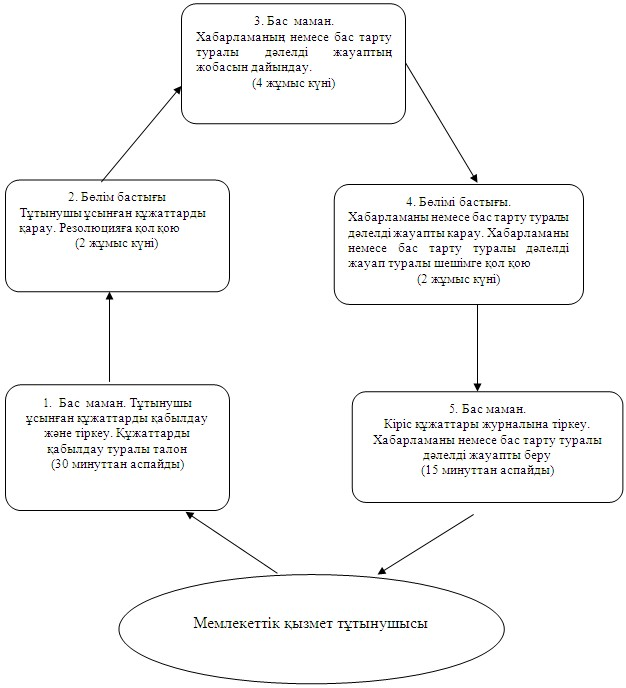 3. Бас маман.
Хабарламаның немесе бас тарту
туралы дәлелді жауаптың
жобасын дайындау.
(4 жұмыс күні)
2. Бөлім бастығы
Тұтынушы ұсынған құжаттарды
қарау. Резолюцияға қол қою
(2 жұмыс күні)
4. Бөлімі бастығы.
Хабарламаны немесе бас тарту туралы
дәлелді жауапты карау. Хабарламаны
немесе бас тарту туралы дәлелді
жауап туралы шешімге қол қою
(2 жұмыс күні)
1. Бас маман. Тұтынушы
ұсынған құжаттарды қабылдау
және тіркеу. Құжаттарды
қабылдау туралы талон
(30 минуттан аспайды)
5. Бас маман.
Кіріс құжаттары журналына тіркеу.
Хабарламаны немесе бас тарту туралы
дәлелді жауапты беру
(15 минуттан аспайды)
Мемлекеттік қызмет тұтынушысы